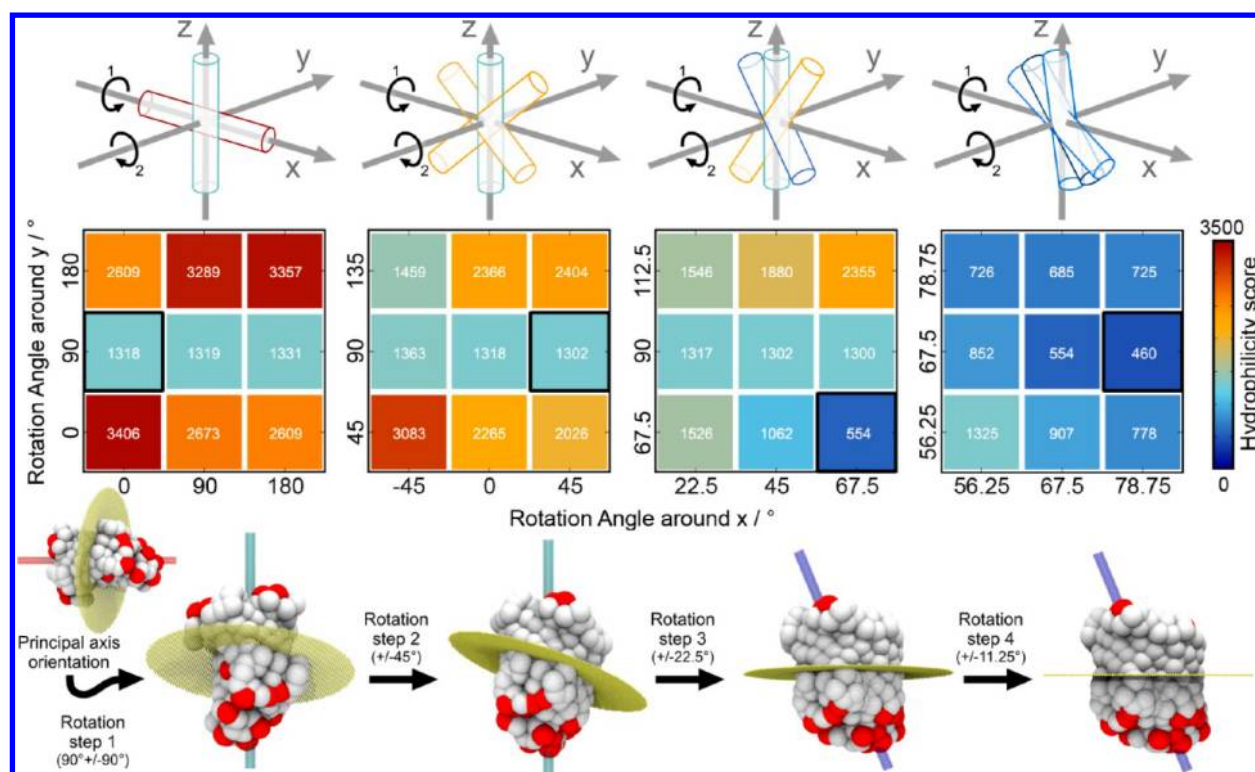 z z z z
y y y y
1 1 1 1
2 2 2 2
x x x x
Rotation Angle around y / °
180 2609 3289 3357
90 1318 1319 1331
0 3406 2673 2609
0 90 180
135 1459 2366 2404
90 1363 1318 1302
45 3083 2265 2026
-45 0 45
112.5 1546 1880 2355
90 1317 1302 1300
67.5 1526 1062 554
22.5 45 67.5
78.75 726 685 725
67.5 852 554 460
56.25 1325 907 778
56.25 67.5 78.75
3500
Hydrophilicity score
0
Rotation Angle around x / °
Principal axis
orientation
Rotation
step 1
(90°+/-90°)
Rotation
step 2
(+/-45°)
Rotation
step 3
(+/-22.5°)
Rotation
step 4
(+/-11.25°)